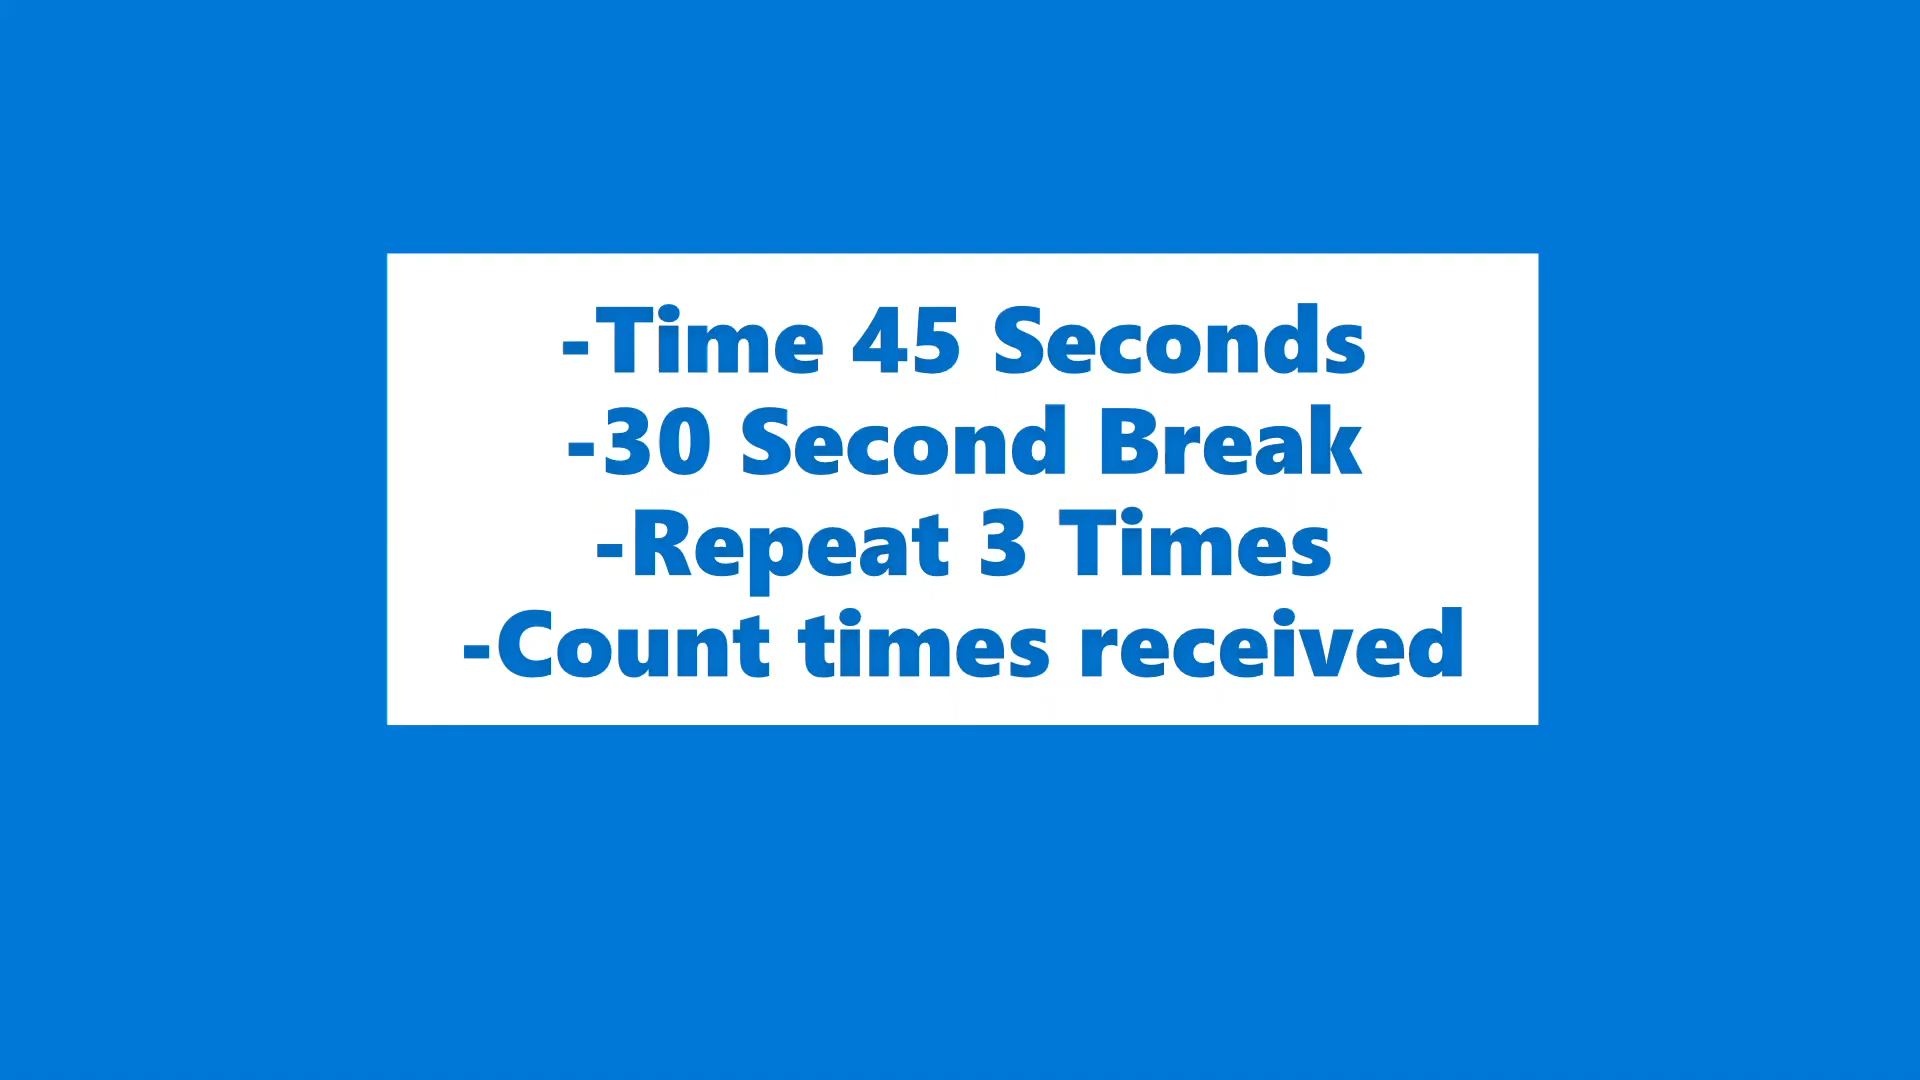 -Time 45 Seconds
-30 Second Break
-Repeat 3 Times
-Count times received